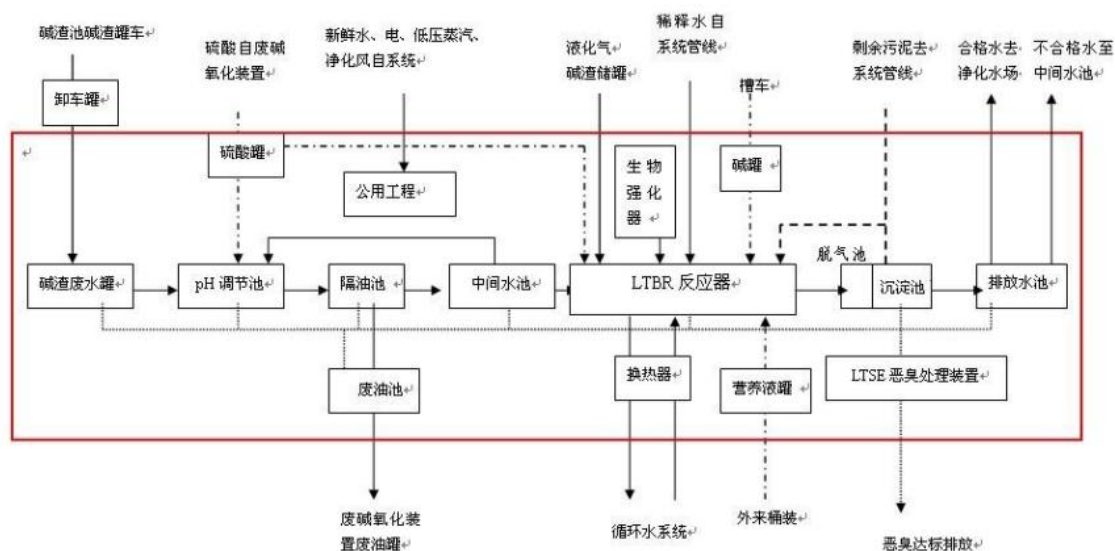 碱渣池碱渣罐车
硫酸自废碱
氧化装置
新鲜水、电、低压蒸汽、
净化风自系统
液化气
碱渣储罐
稀释水自
系统管线
槽车
剩余污泥去
系统管线
合格水去
净化水场
不合格水至
中间水池
卸车罐
硫酸罐
公用工程
生物
强化
器
碱罐
脱气池
碱渣废水罐
pH 调节池
隔油池
中间水池
LTBR 反应器
沉淀池
排放水池
废油池
换热器
营养液罐
LTSE 恶臭处理装置
废碱氧化装
置废油罐
循环水系统
外来桶装
恶臭达标排放